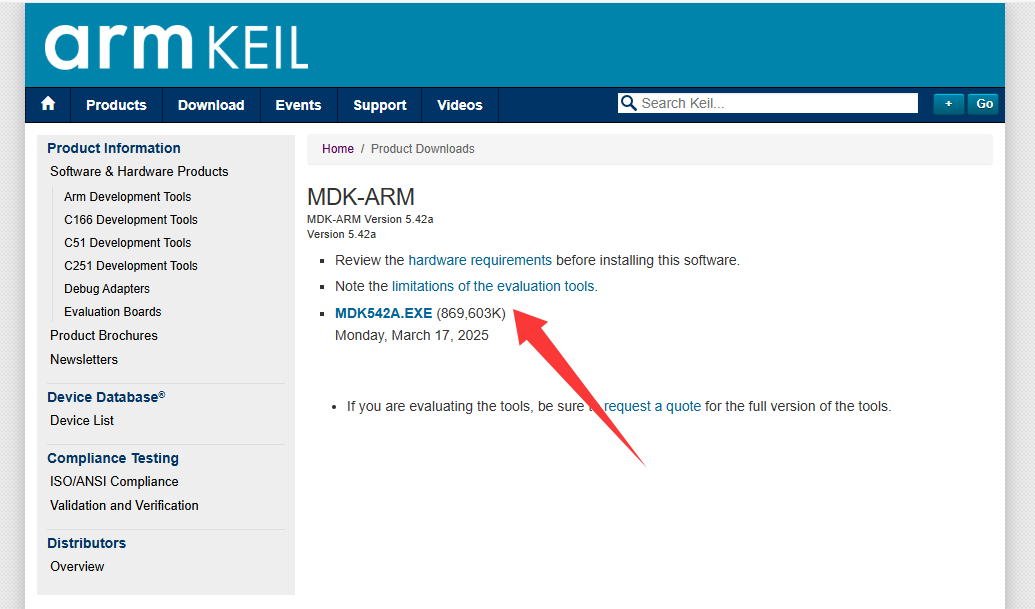 arm KEIL
Products Download Events Support Videos Search Keil... + Go
Product Information
Software & Hardware Products
Arm Development Tools
C166 Development Tools
C51 Development Tools
C251 Development Tools
Debug Adapters
Evaluation Boards
Product Brochures
Newsletters
Device Database®
Device List
Compliance Testing
ISO/ANSI Compliance
Validation and Verification
Distributors
Overview
Home / Product Downloads
MDK-ARM
MDK-ARM Version 5.42a
Version 5.42a
Review the hardware requirements before installing this software.
Note the limitations of the evaluation tools.
MDK542A.EXE (869,603K)
Monday, March 17, 2025
If you are evaluating the tools, be sure request a quote for the full version of the tools.